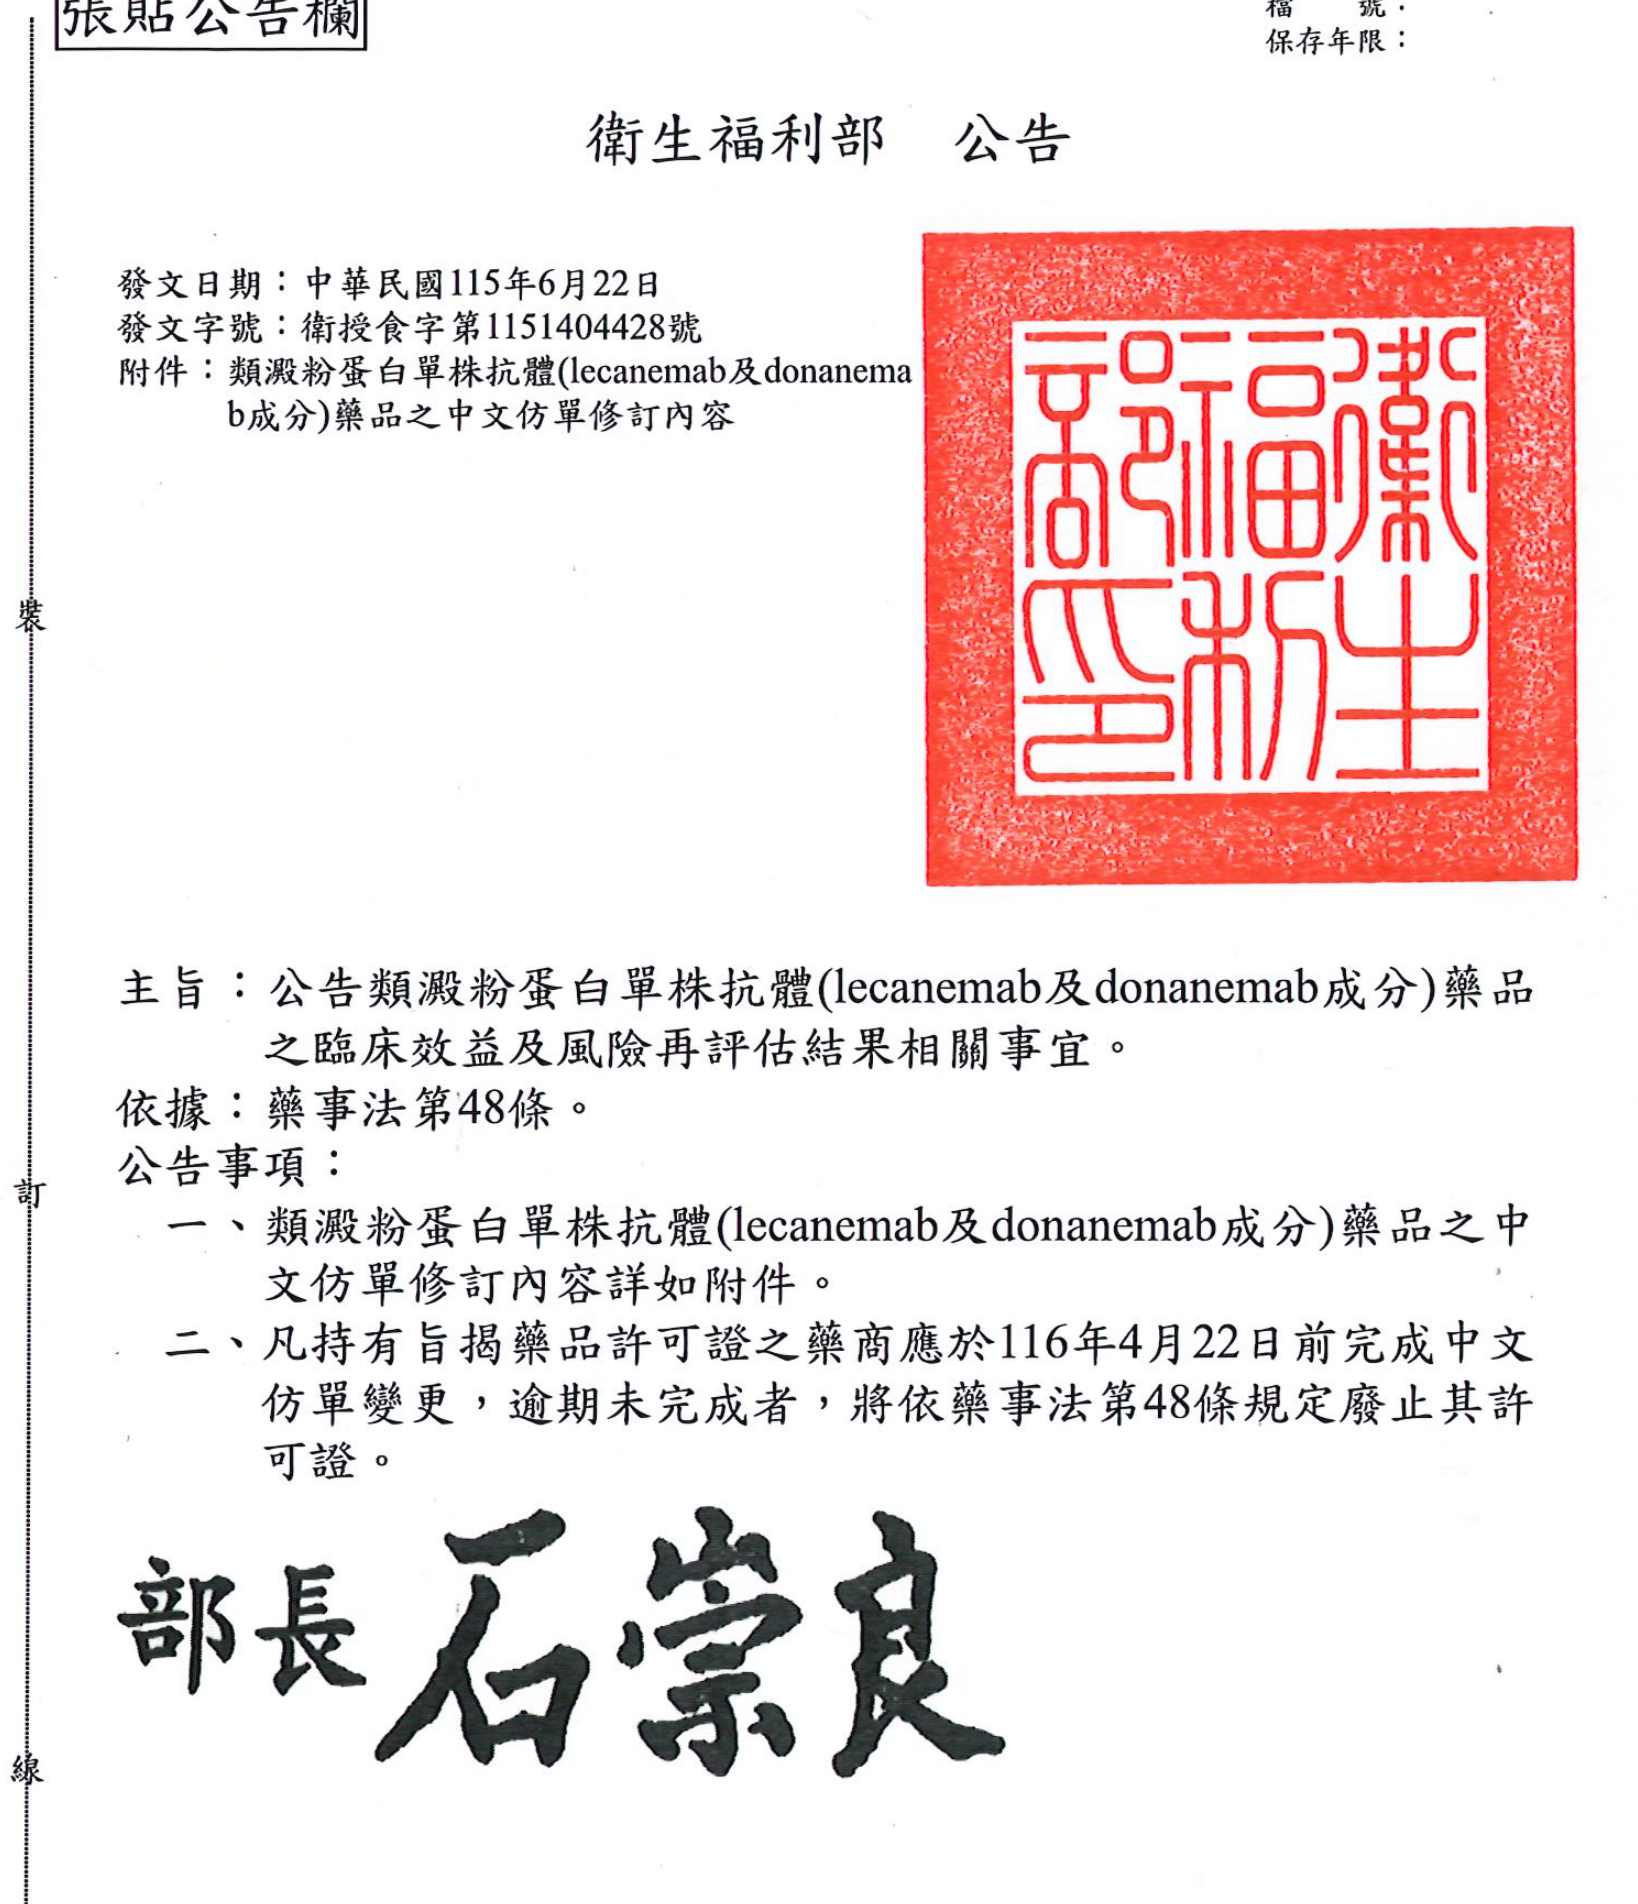 張貼公告欄
檔 號：
保存年限：
衛生福利部 公告
發文日期：中華民國115年6月22日
發文字號：衛授食字第1151404428號
附件：類澱粉蛋白單株抗體(lecanemab及donanema
b成分)藥品之中文仿單修訂內容
衛生福利部印
主旨：公告類澱粉蛋白單株抗體(lecanemab及donanemab成分)藥品
之臨床效益及風險再評估結果相關事宜。
依據：藥事法第48條。
公告事項：
一、類澱粉蛋白單株抗體(lecanemab及donanemab成分)藥品之中
文仿單修訂內容詳如附件。
二、凡持有旨揭藥品許可證之藥商應於116年4月22日前完成中文
仿單變更，逾期未完成者，將依藥事法第48條規定廢止其許
可證。
部長石崇良
裝
訂
線